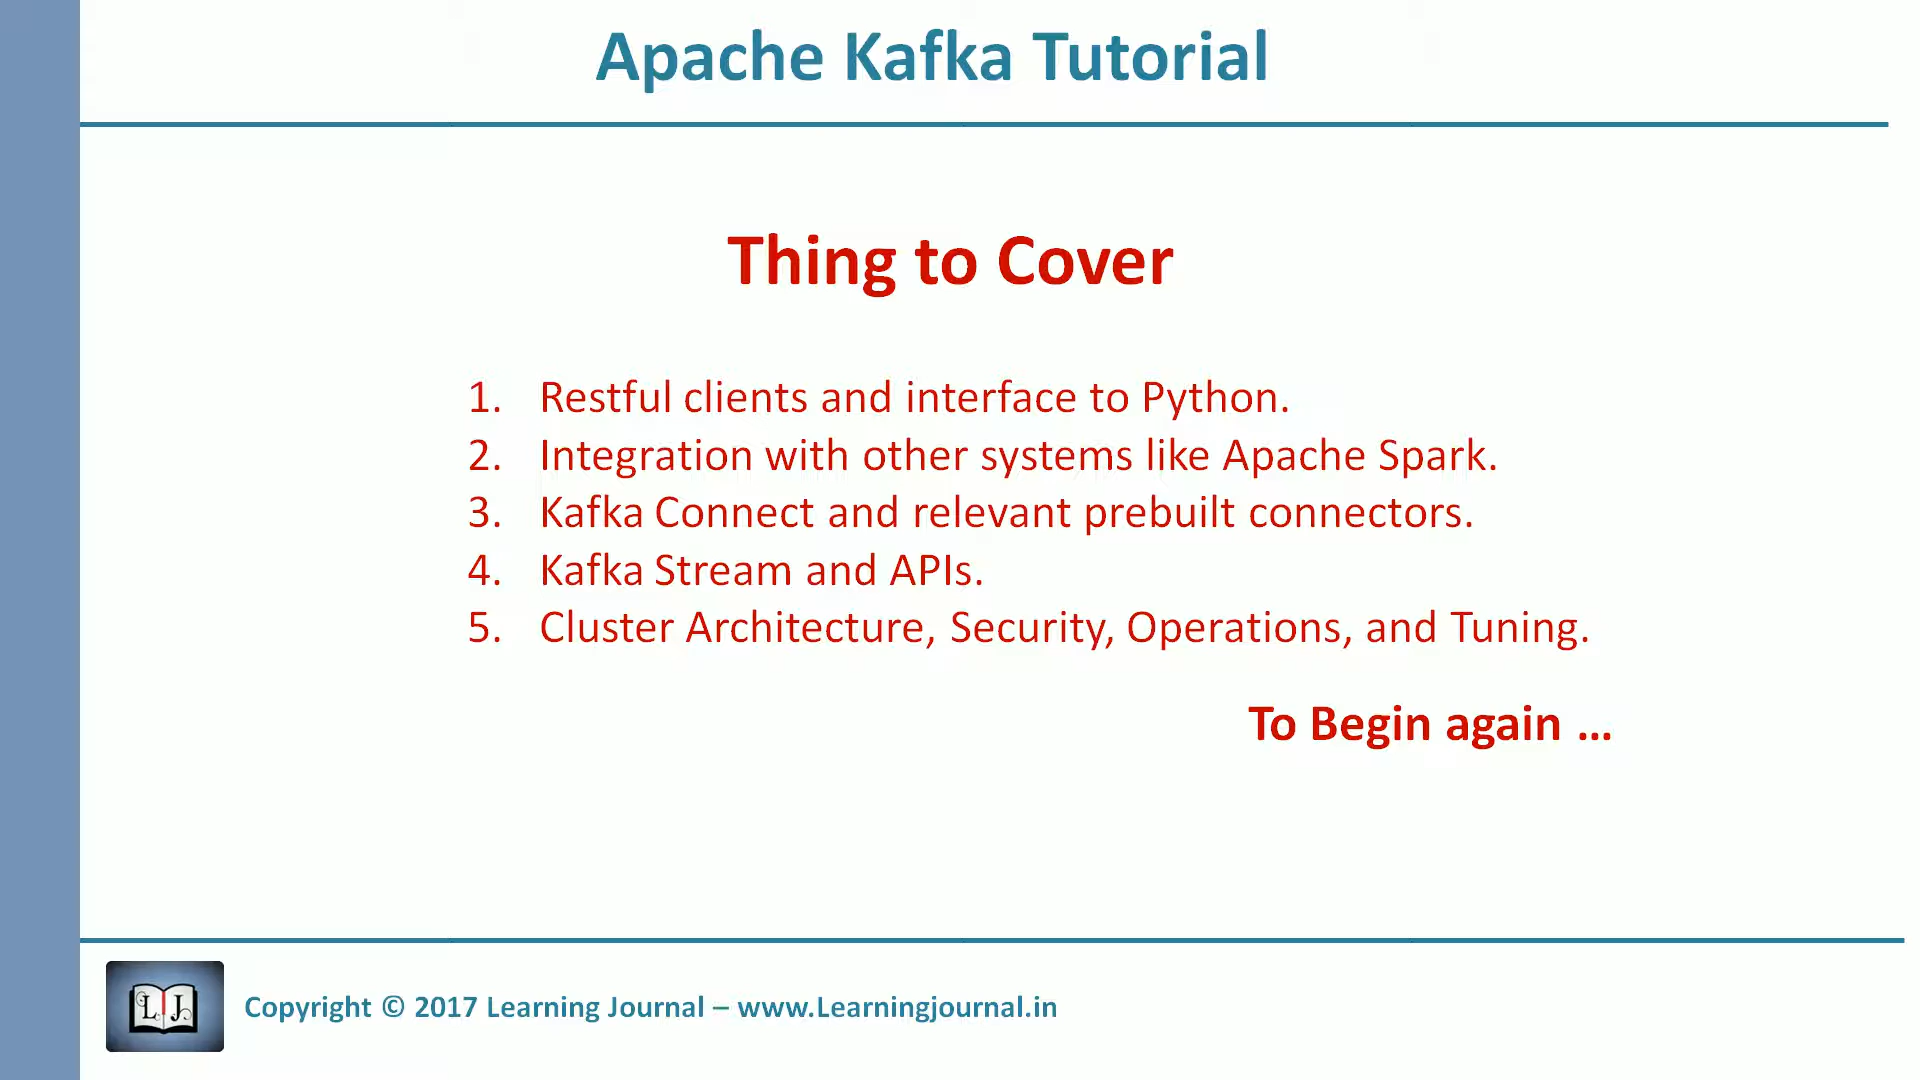 Apache Kafka Tutorial
Thing to Cover
1. Restful clients and interface to Python.
2. Integration with other systems like Apache Spark.
3. Kafka Connect and relevant prebuilt connectors.
4. Kafka Stream and APIs.
5. Cluster Architecture, Security, Operations, and Tuning.
To Begin again ...
LJ
Copyright © 2017 Learning Journal – www.Learningjournal.in